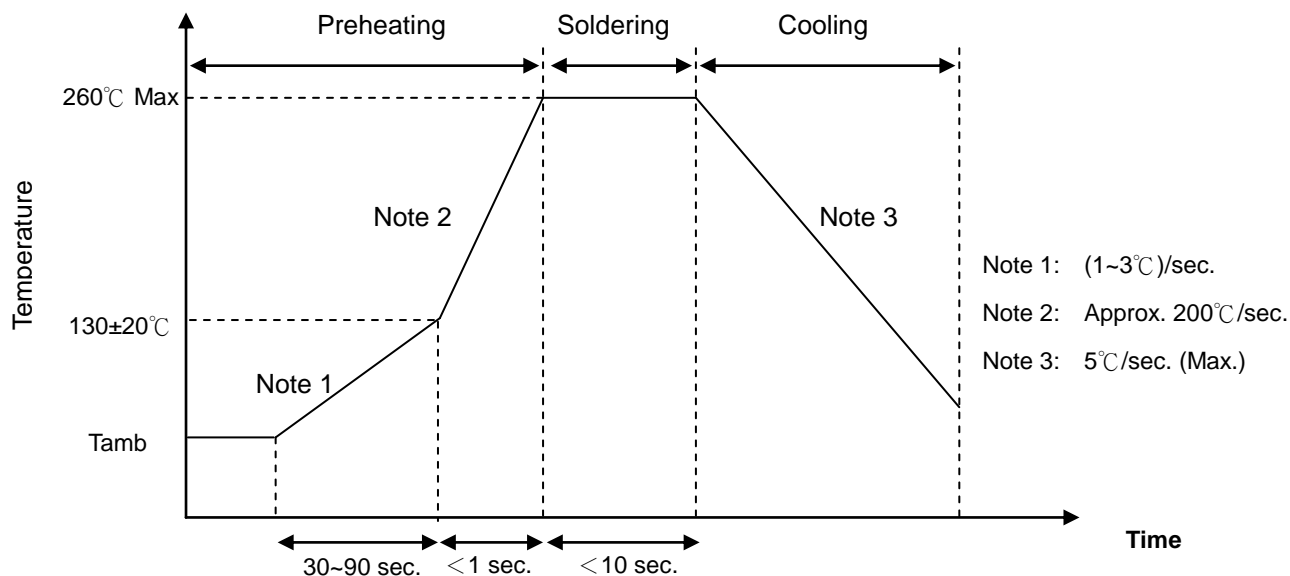 Preheating Soldering Cooling
260℃ Max
Note 2
Note 3
Temperature
Note 1: (1~3℃)/sec.
130±20℃
Note 2: Approx. 200℃/sec.
Note 3: 5℃/sec. (Max.)
Note 1
Tamb
Time
30~90 sec. <1 sec. <10 sec.